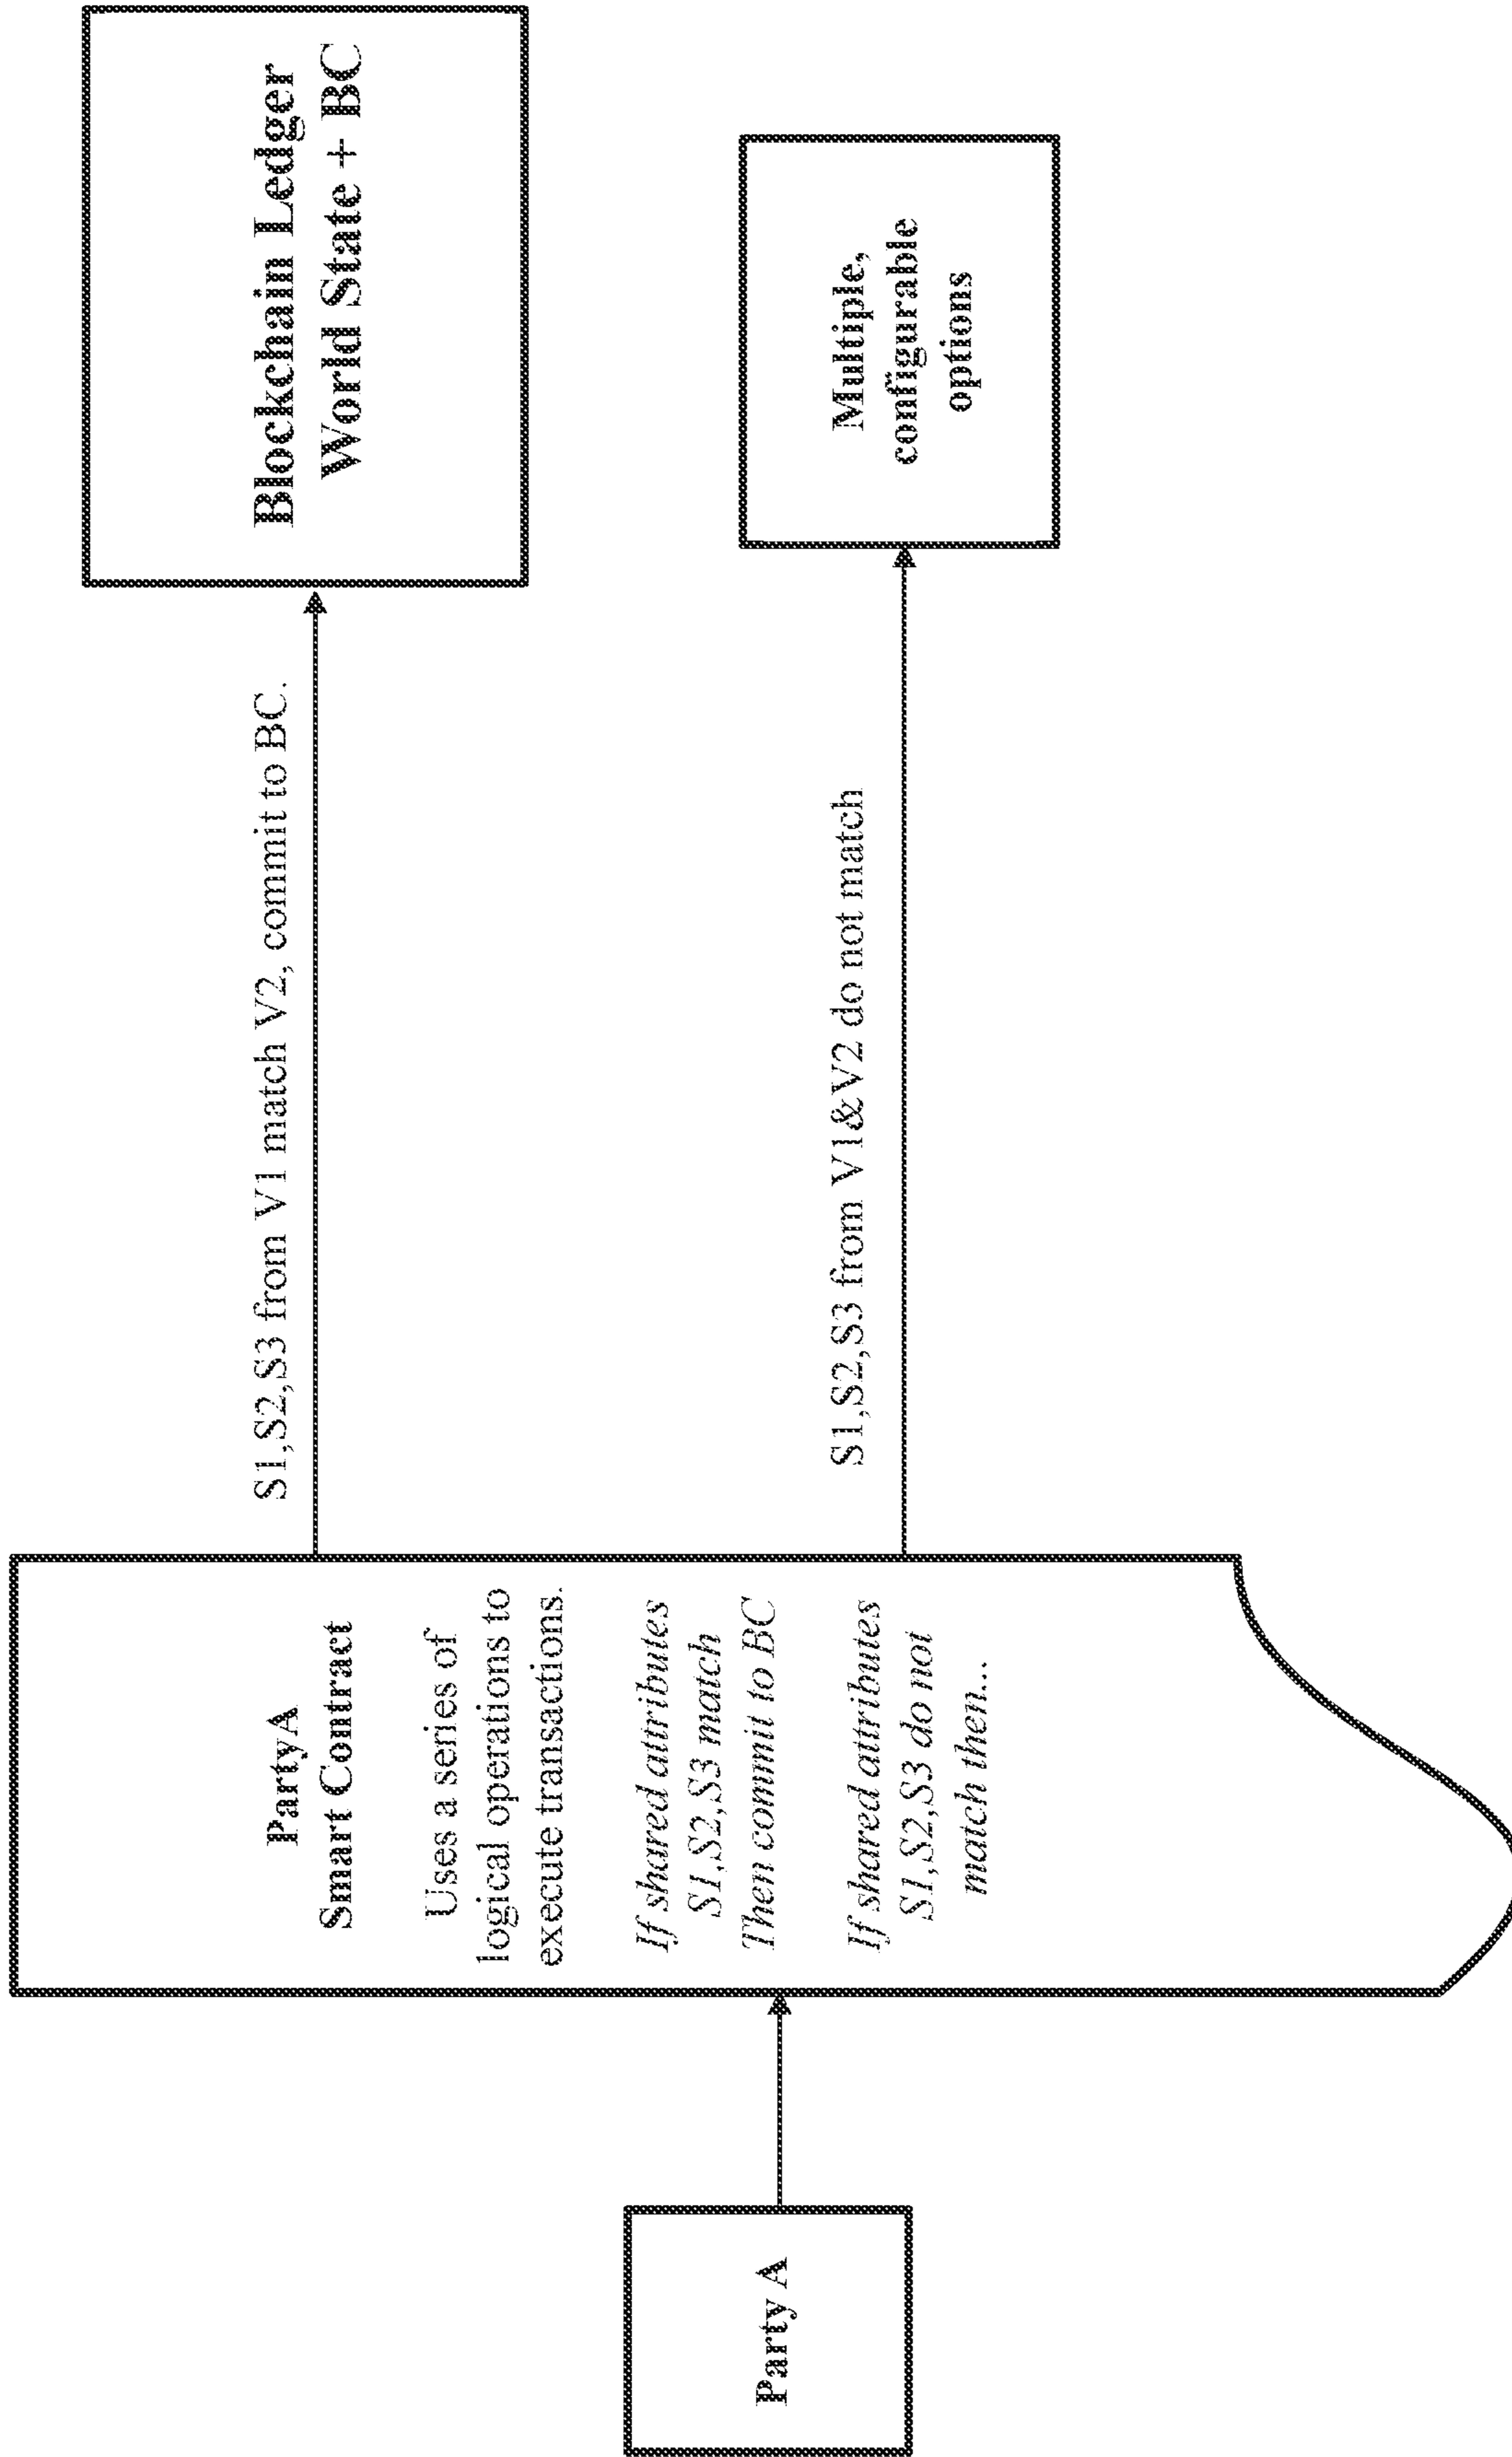 Party A
Party A
Smart Contract
Uses a series of
logical operations to
execute transactions.
If shared attributes
S1,S2,S3 match
Then commit to BC
If shared attributes
S1,S2,S3 do not
match then...
S1,S2,S3 from V1 match V2, commit to BC.
Blockchain Ledger
World State + BC
S1,S2,S3 from V1&V2 do not match
Multiple,
configurable
options